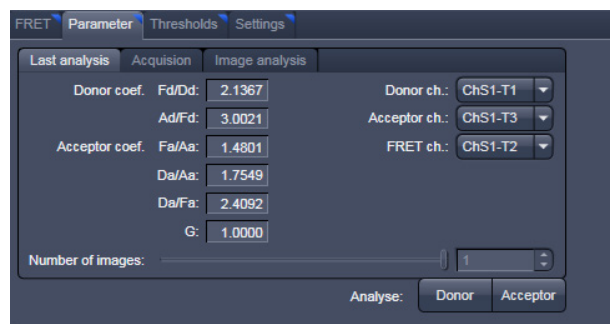 FRET Parameter Thresholds Settings
Last analysis Acquision Image analysis
Donor coef. Fd/Dd: 2.1367 Donor ch.: ChS1-T1
Ad/Fd: 3.0021 Acceptor ch.: ChS1-T3
Acceptor coef. Fa/Aa: 1.4801 FRET ch.: ChS1-T2
Da/Aa: 1.7549
Da/Fa: 2.4092
G: 1.0000
Number of images: 1
Analyse: Donor Acceptor